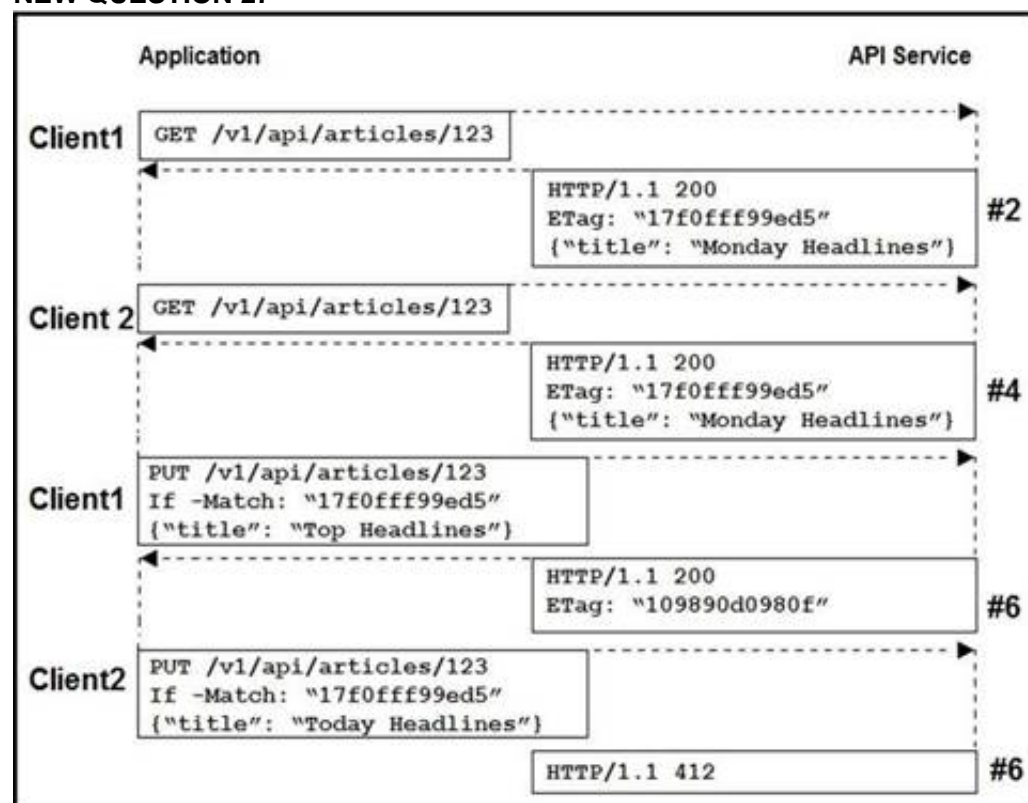 Application API Service
Client1 GET /v1/api/articles/123
HTTP/1.1 200
ETag: "17f0fff99ed5"
{"title": "Monday Headlines"}
#2
Client 2 GET /v1/api/articles/123
HTTP/1.1 200
ETag: "17f0fff99ed5"
{"title": "Monday Headlines"}
#4
Client1
PUT /v1/api/articles/123
If -Match: "17f0fff99ed5"
{"title": "Top Headlines"}
HTTP/1.1 200
ETag: "109890d0980f"
#6
Client2
PUT /v1/api/articles/123
If -Match: "17f0fff99ed5"
{"title": "Today Headlines"}
HTTP/1.1 412 #6